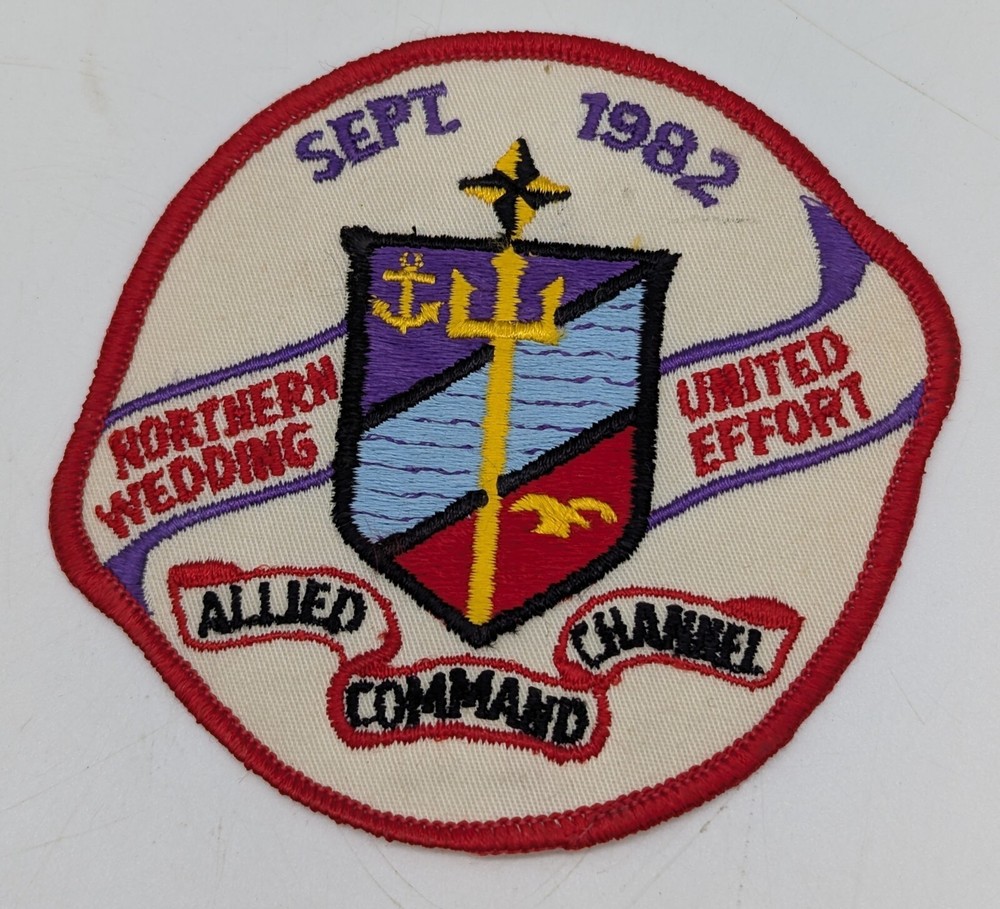 SEPT. 1982
NORTHERN
WEDDING
UNITED
EFFORT
ALLIED
COMMAND
CHANNEL